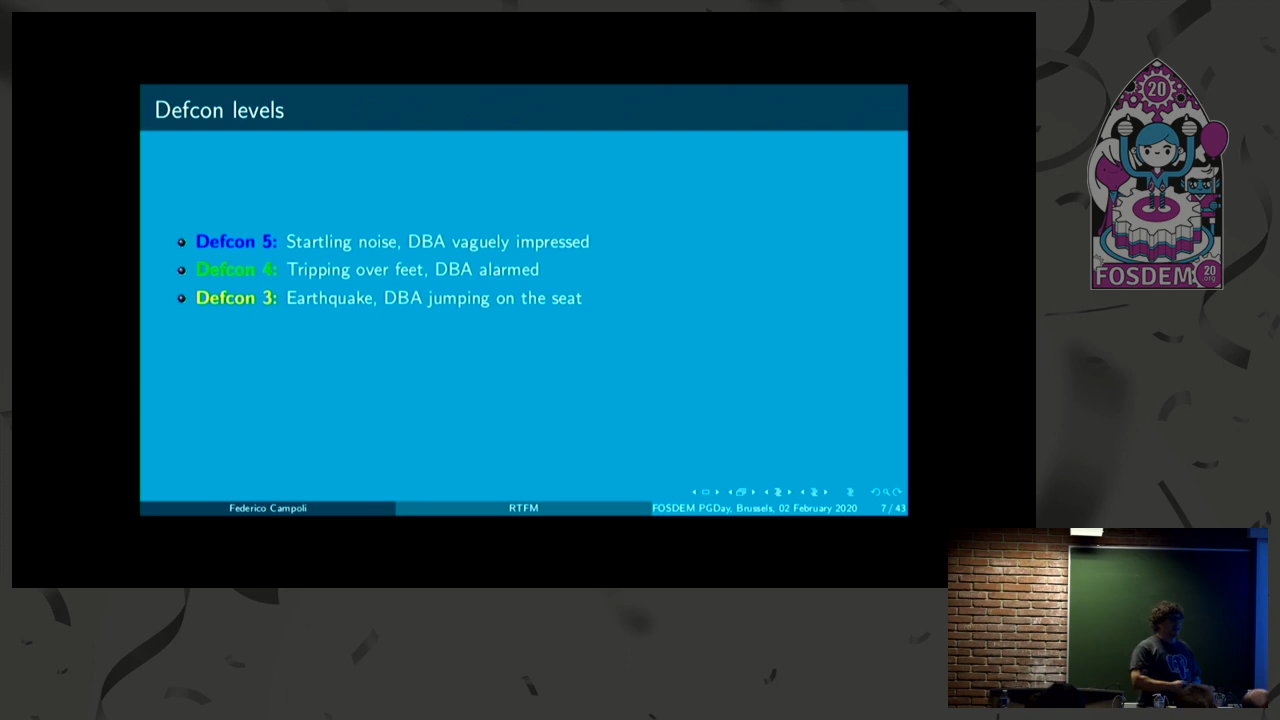 Defcon levels
Defcon 5: Startling noise, DBA vaguely impressed
Defcon 4: Tripping over feet, DBA alarmed
Defcon 3: Earthquake, DBA jumping on the seat
Federico Campoli
RTFM
FOSDEM PGDay, Brussels, 02 February 2020
7 / 43
20
FOSDEM
20
.org